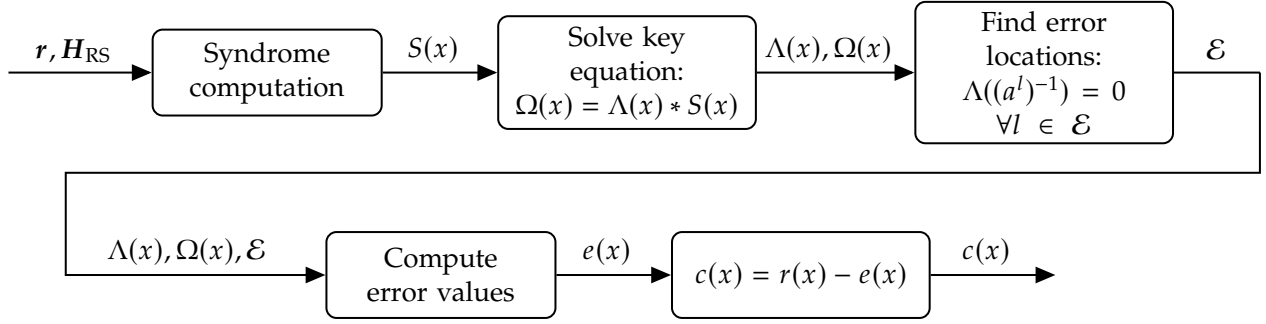 r, H_RS
Syndrome
computation
S(x)
Solve key
equation:
Ω(x) = Λ(x) ∗ S(x)
Λ(x), Ω(x)
Find error
locations:
Λ((a^l)^−1) = 0
∀l ∈ ℰ
ℰ
Λ(x), Ω(x), ℰ
Compute
error values
e(x)
c(x) = r(x) − e(x)
c(x)